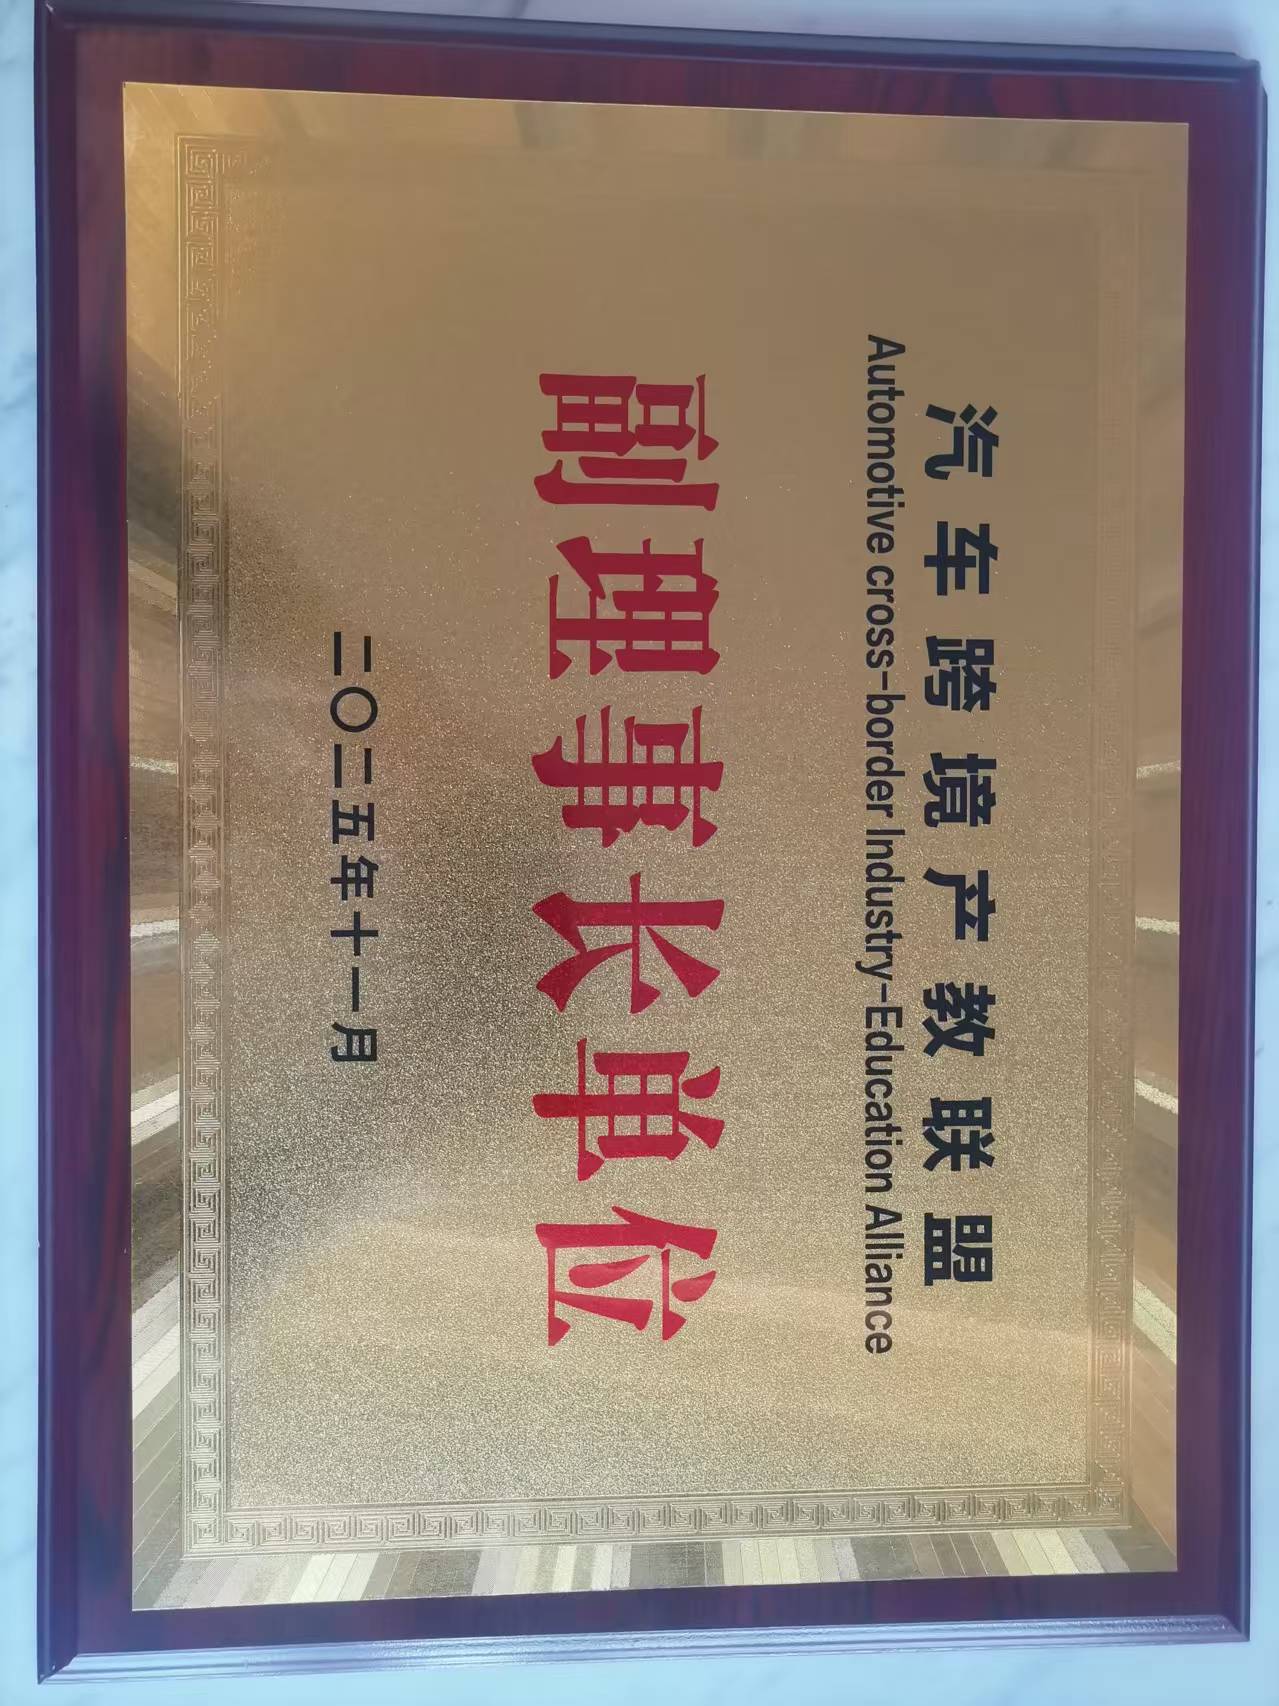 汽车跨境产教联盟
Automotive cross-border Industry-Education Alliance
副理事长单位
二〇二五年十一月